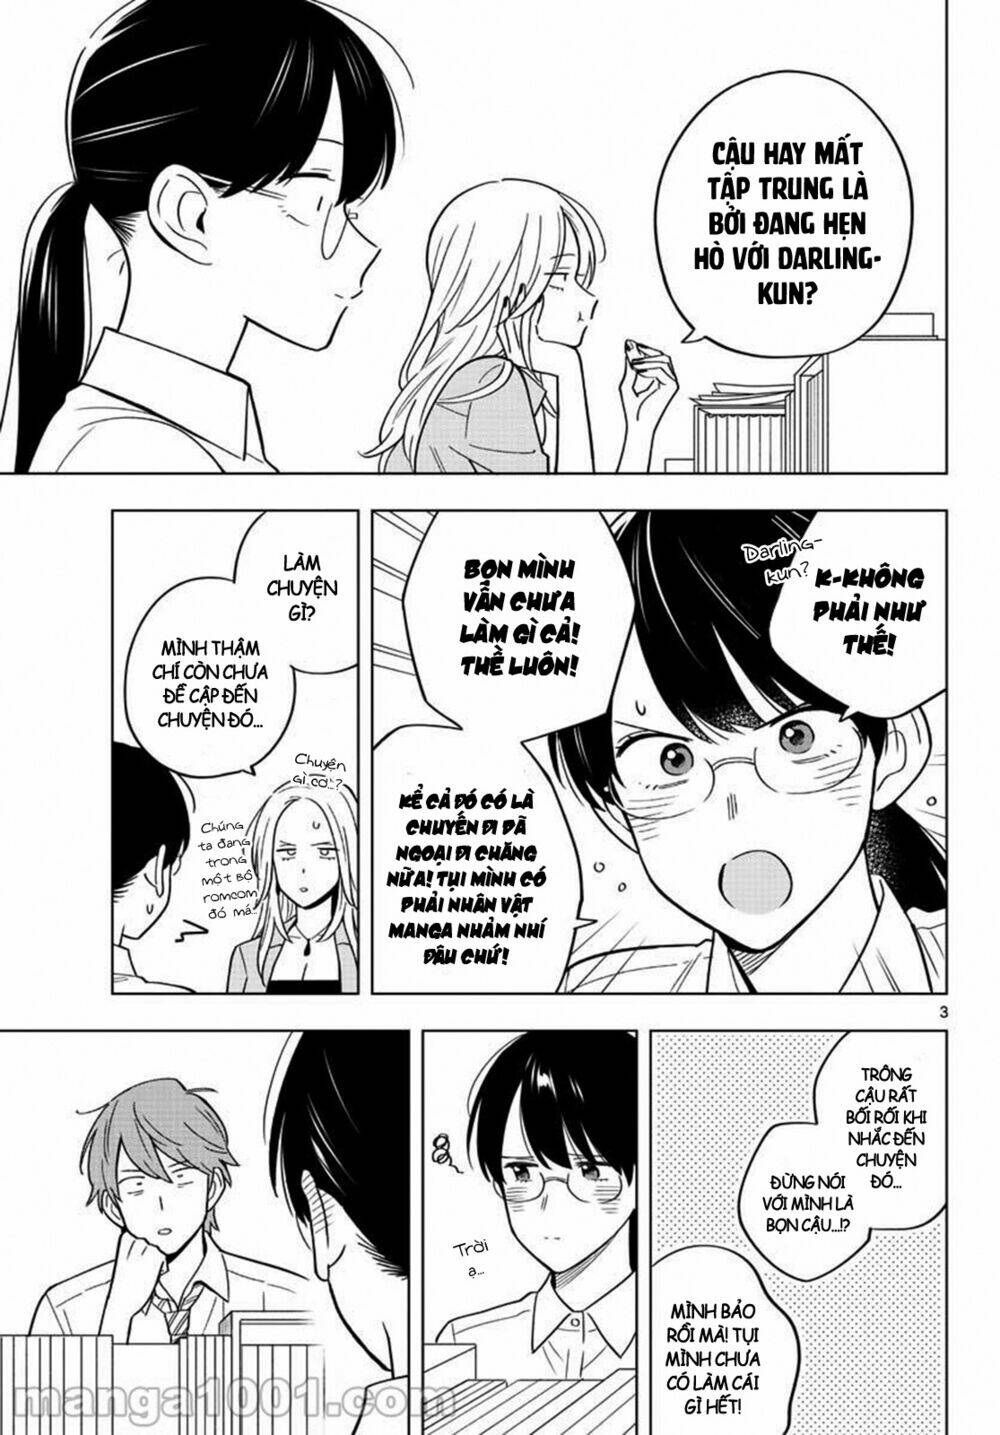 CẬU HAY MẤT
TẬP TRUNG LÀ
BỞI ĐANG HẸN
HÒ VỚI DARLING-
KUN?
Darling-
kun?
K-KHÔNG
PHẢI NHƯ
THẾ!
BỌN MÌNH
VẪN CHƯA
LÀM GÌ CẢ!
THỀ LUÔN!
KỂ CẢ ĐÓ CÓ LÀ
CHUYẾN ĐI DÃ
NGOẠI ĐI CHĂNG
NỮA! TỤI MÌNH CÓ
PHẢI NHÂN VẬT
MANGA NHẢM NHÍ
ĐÂU CHỨ!
LÀM
CHUYỆN
GÌ?
MÌNH THẬM
CHÍ CÒN CHƯA
ĐỀ CẬP ĐẾN
CHUYỆN ĐÓ...
Chuyện
gì cơ..?
Chúng
ta đang
trong
một bộ
romcom
đó má...
3
TRÔNG
CẬU RẤT
BỐI RỐI KHI
NHẮC ĐẾN
CHUYỆN
ĐÓ...
ĐỪNG NÓI
VỚI MÌNH LÀ
BỌN CẬU...!?
MÌNH BẢO
RỒI MÀ! TỤI
MÌNH CHƯA
CÓ LÀM CÁI
GÌ HẾT!
Trời
ạ...
manga1001.com